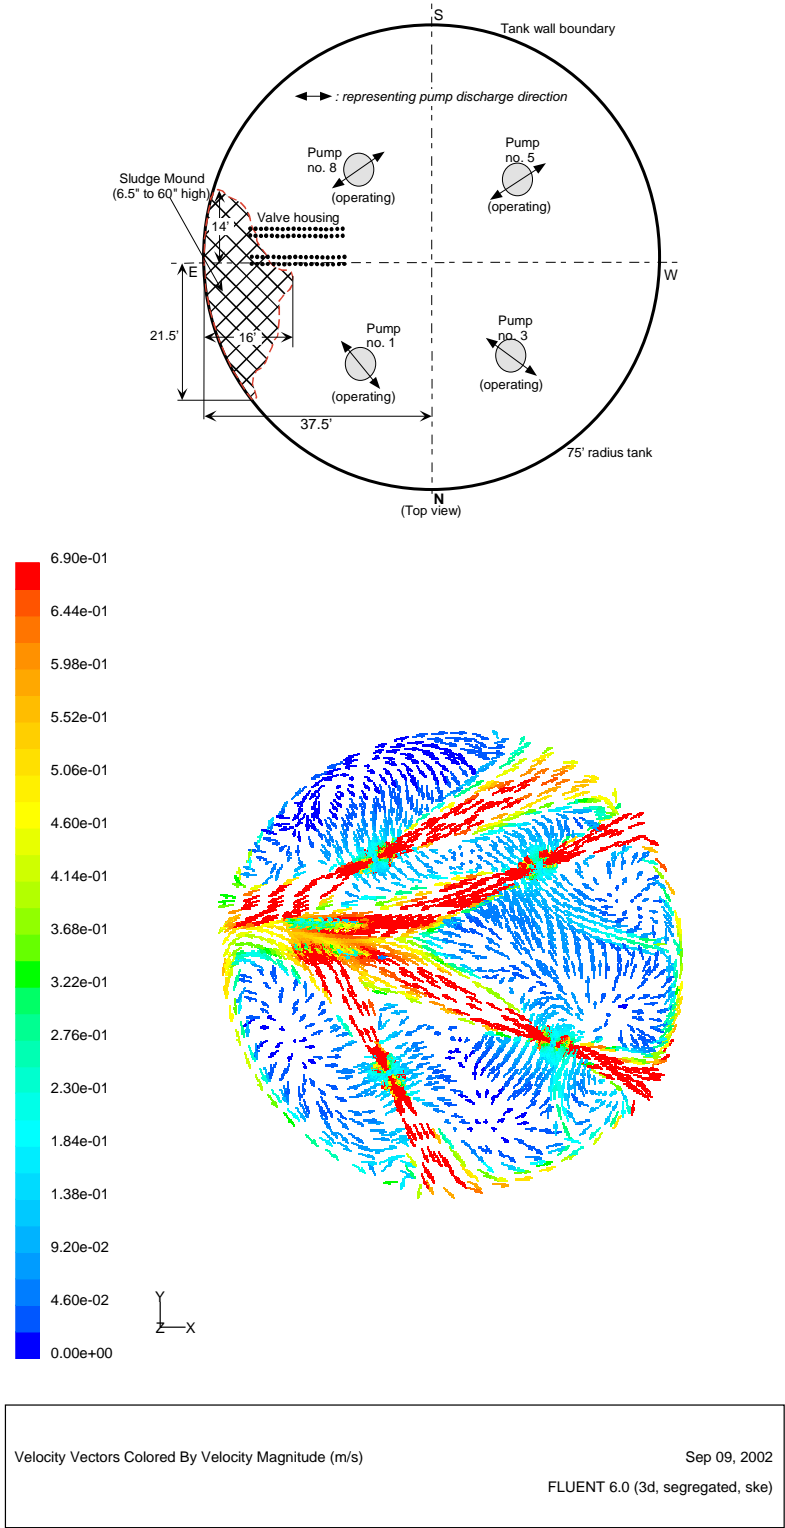 S
Tank wall boundary
: representing pump discharge direction
Pump
no. 8
(operating)
Pump
no. 5
(operating)
Sludge Mound
(6.5" to 60" high)
14'
Valve housing
E
W
21.5'
16'
Pump
no. 1
(operating)
Pump
no. 3
(operating)
37.5'
75' radius tank
N
(Top view)
6.90e-01
6.44e-01
5.98e-01
5.52e-01
5.06e-01
4.60e-01
4.14e-01
3.68e-01
3.22e-01
2.76e-01
2.30e-01
1.84e-01
1.38e-01
9.20e-02
4.60e-02
0.00e+00
Y
Z
X
Velocity Vectors Colored By Velocity Magnitude (m/s)
Sep 09, 2002
FLUENT 6.0 (3d, segregated, ske)